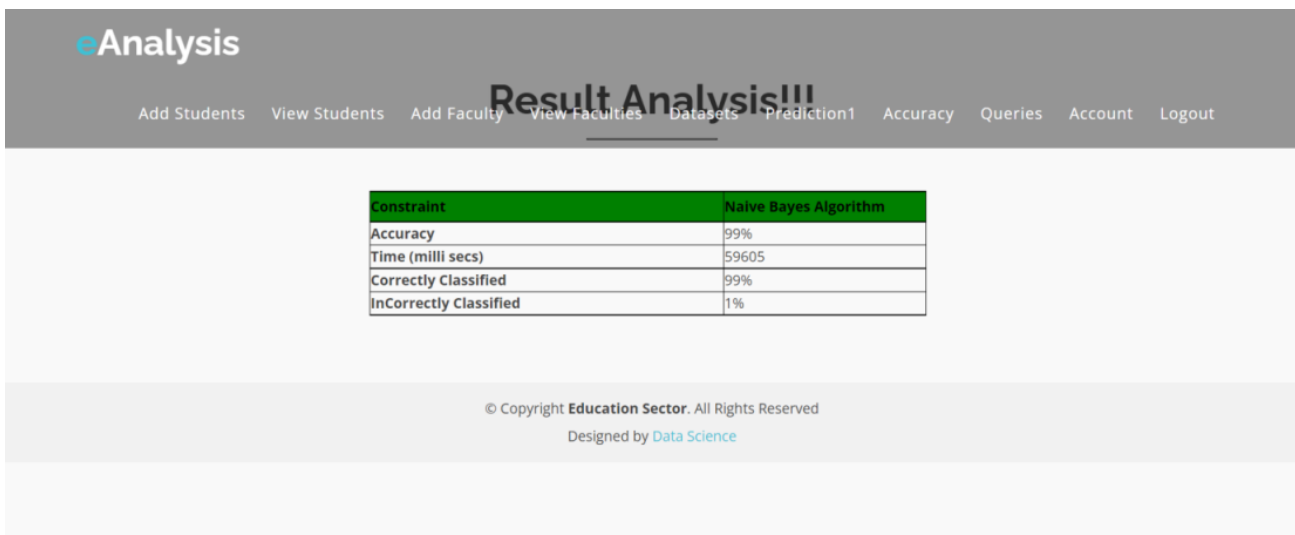 eAnalysis
Result Analysis!!!
Add Students View Students Add Faculty View Faculties Datasets Prediction1 Accuracy Queries Account Logout
Constraint Naive Bayes Algorithm
Accuracy 99%
Time (milli secs) 59605
Correctly Classified 99%
InCorrectly Classified 1%
© Copyright Education Sector. All Rights Reserved
Designed by Data Science